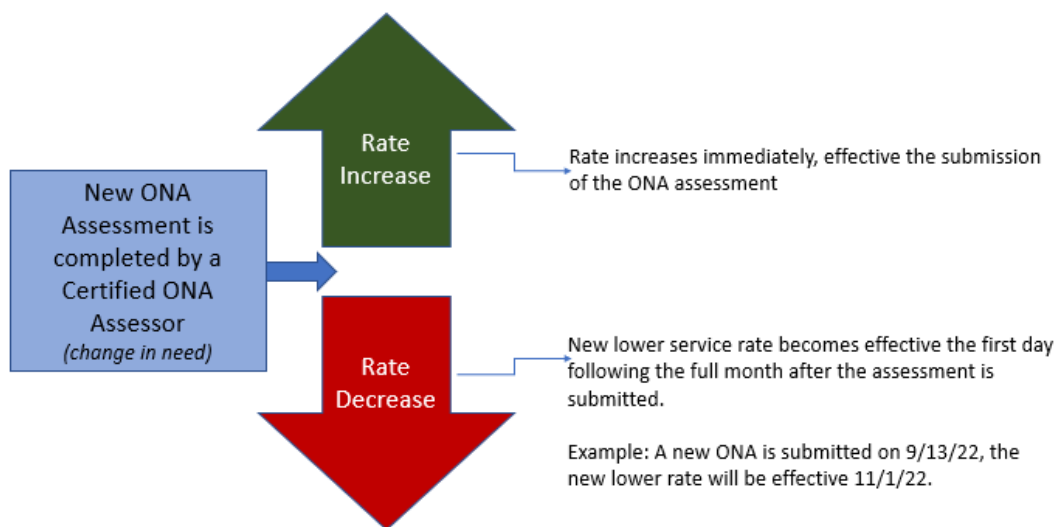 New ONA
Assessment is
completed by a
Certified ONA
Assessor
(change in need)
Rate
Increase
Rate increases immediately, effective the submission
of the ONA assessment
Rate
Decrease
New lower service rate becomes effective the first day
following the full month after the assessment is
submitted.
Example: A new ONA is submitted on 9/13/22, the
new lower rate will be effective 11/1/22.